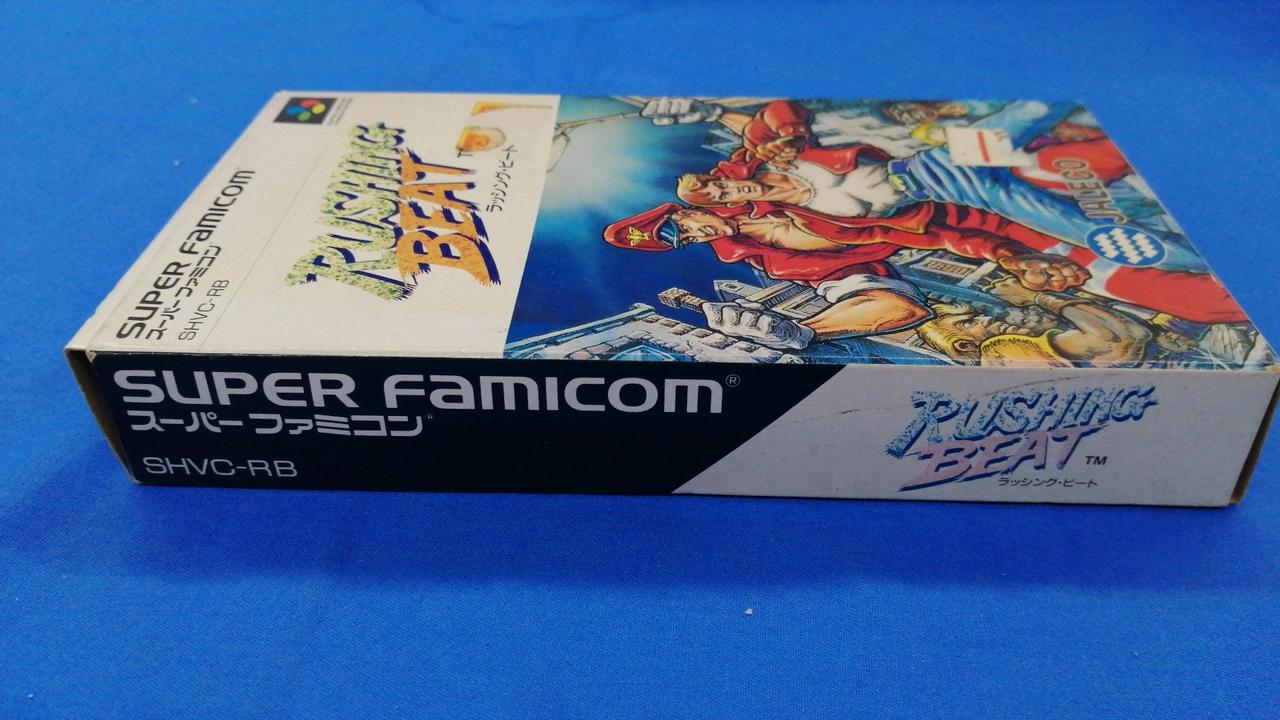 SUPER FAMICOM
スーパーファミコン
SHVC-RB
RUSHING
BEAT
ラッシング・ビート
JALECO
SUPER FAMICOM®
スーパーファミコン
SHVC-RB
RUSHING
BEAT TM
ラッシング・ビート